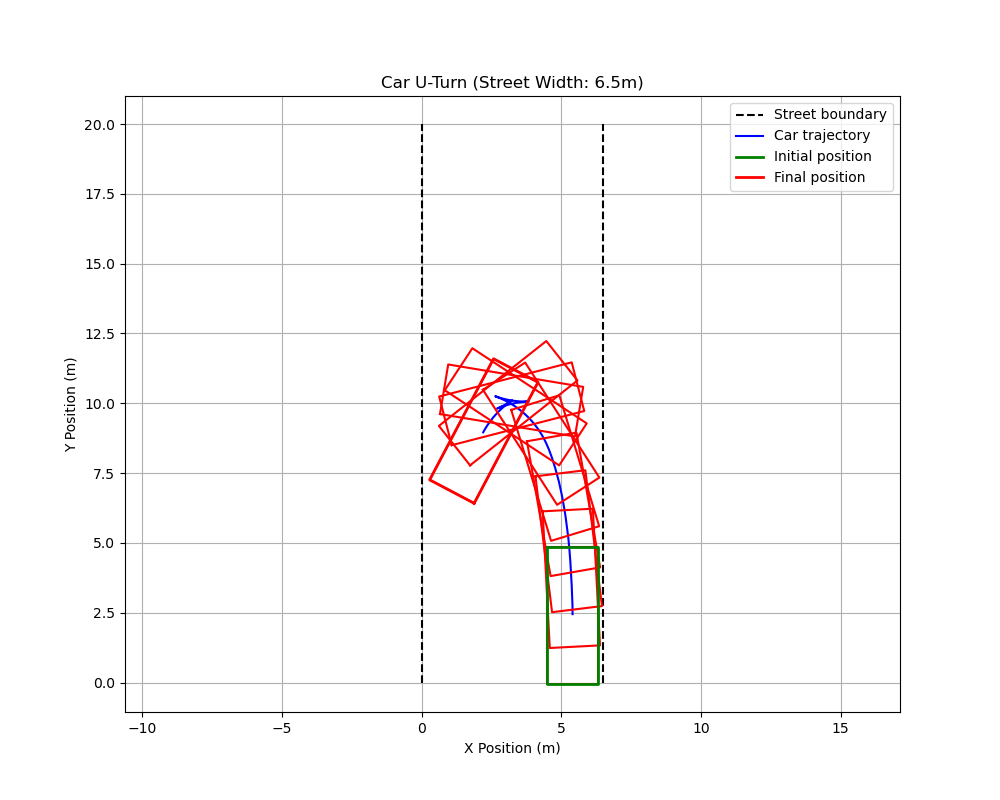 Car U-Turn (Street Width: 6.5m)
Street boundary
Car trajectory
Initial position
Final position
Y Position (m)
20.0
17.5
15.0
12.5
10.0
7.5
5.0
2.5
0.0
−10
−5
0
5
10
15
X Position (m)